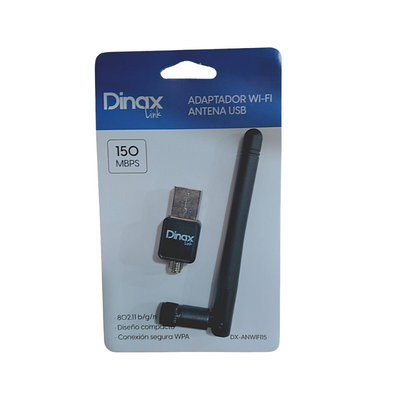 Dinax
Link
ADAPTADOR WI-FI
ANTENA USB
150
MBPS
Dinax
Link
· 802.11 b/g/n
· Diseño compacto
· Conexión segura WPA
DX-ANWIFI15